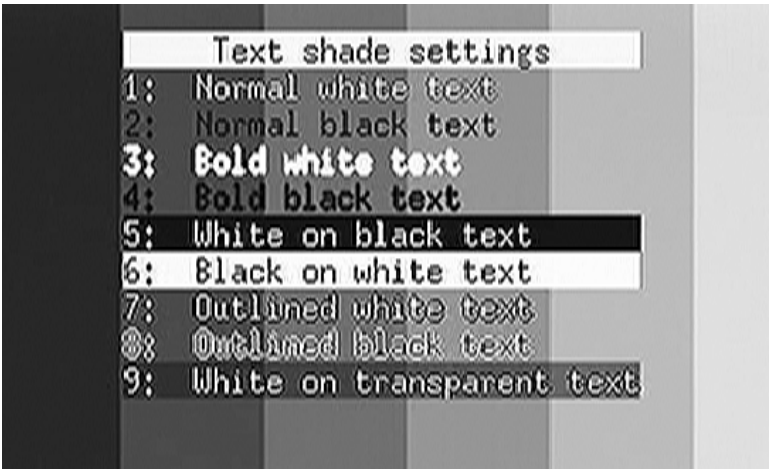 Text shade settings
1: Normal white text
2: Normal black text
3: Bold white text
4: Bold black text
5: White on black text
6: Black on white text
7: Outlined white text
8: Outlined black text
9: White on transparent text